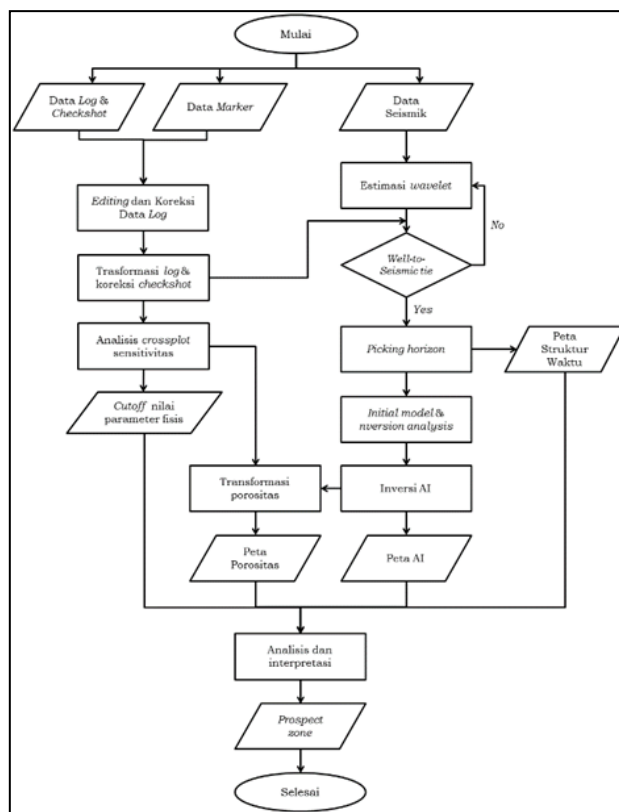 Mulai
Data Log &
Checkshot
Data Marker
Data
Seismik
Estimasi wavelet
Editing dan Koreksi
Data Log
No
Trasformasi log &
koreksi checkshot
Well-to-
Seismic tie
Yes
Analisis crossplot
sensitivitas
Picking horizon
Peta
Struktur
Waktu
Cutoff nilai
parameter fisis
Initial model &
nversion analysis
Transformasi
porositas
Inversi AI
Peta
Porositas
Peta AI
Analisis dan
interpretasi
Prospect
zone
Selesai